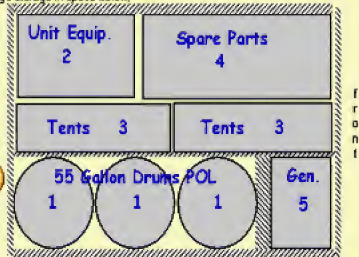 Unit Equip.
2
Spare Parts
4
Tents 3
Tents 3
55 Gallon Drums POL
1
1
1
Gen.
5
front